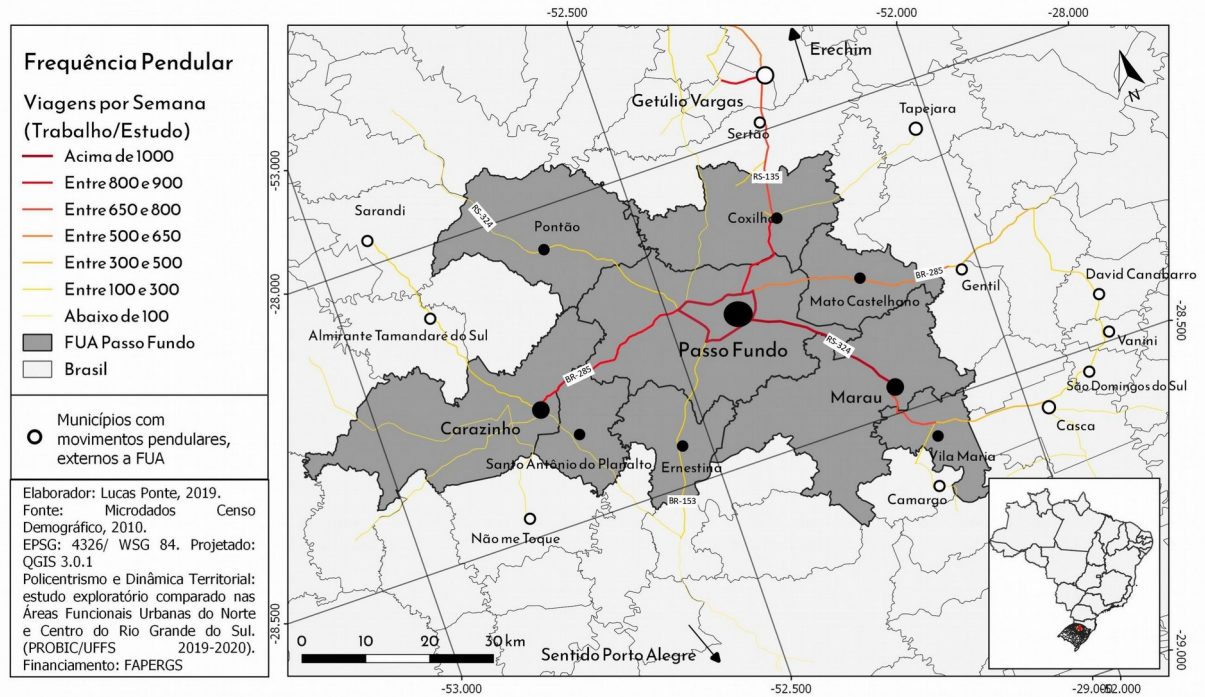 Frequência Pendular
Viagens por Semana
(Trabalho/Estudo)
Acima de 1000
Entre 800 e 900
Entre 650 e 800
Entre 500 e 650
Entre 300 e 500
Entre 100 e 300
Abaixo de 100
FUA Passo Fundo
Brasil
Municípios com
movimentos pendulares,
externos a FUA
Elaborador: Lucas Ponte, 2019.
Fonte: Microdados Censo
Demográfico, 2010.
EPSG: 4326/ WSG 84. Projetado:
QGIS 3.0.1
Policentrismo e Dinâmica Territorial:
estudo exploratório comparado nas
Áreas Funcionais Urbanas do Norte
e Centro do Rio Grande do Sul.
(PROBIC/UFFS 2019-2020).
Financiamento: FAPERGS
-52.500
-52.000
-28.000
-53.000
-28.000
-28.500
-28.500
-29.000
-53.000
-52.500
-29.000
-52.000
Erechim
N
Getúlio Vargas
Tapejara
Sertão
RS-135
Sarandi
RS-324
Pontão
Coxilha
BR-285
Gentil
David Canabarro
Mato Castelhano
Almirante Tamandaré do Sul
Passo Fundo
RS-324
Vanini
BR-285
São Domingos do Sul
Marau
Carazinho
Casca
Santo Antônio do Planalto
Ernestina
Vila Maria
BR-153
Camargo
Não me Toque
0 10 20 30 km
Sentido Porto Alegre